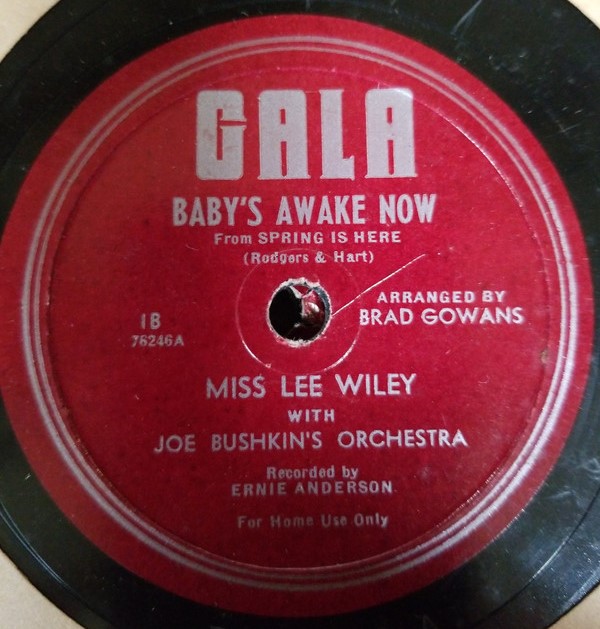 GALA
BABY'S AWAKE NOW
From SPRING IS HERE
(Rodgers & Hart)
ARRANGED BY
BRAD GOWANS
1B
76246A
MISS LEE WILEY
WITH
JOE BUSHKIN'S ORCHESTRA
Recorded by
ERNIE ANDERSON
For Home Use Only